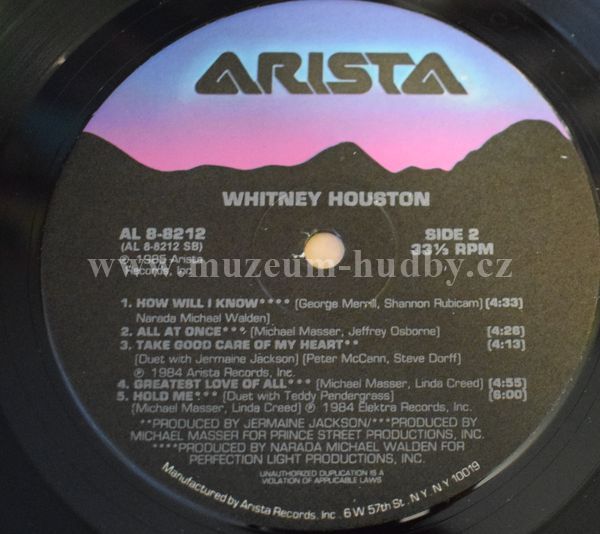 ARISTA
WHITNEY HOUSTON
AL 8-8212
(AL 8-8212 SB)
℗ 1985 Arista
Records, Inc.
SIDE 2
33⅓ RPM
www.muzeum-hudby.cz
1. HOW WILL I KNOW**** (George Merrill, Shannon Rubicam) (4:33)
Narada Michael Walden)
2. ALL AT ONCE*** (Michael Masser, Jeffrey Osborne) (4:26)
3. TAKE GOOD CARE OF MY HEART** (4:13)
(Duet with Jermaine Jackson) (Peter McCann, Steve Dorff)
℗ 1984 Arista Records, Inc.
4. GREATEST LOVE OF ALL*** (Michael Masser, Linda Creed) (4:55)
5. HOLD ME*** (Duet with Teddy Pendergrass) (6:00)
(Michael Masser, Linda Creed) ℗ 1984 Elektra Records, Inc.
**PRODUCED BY JERMAINE JACKSON/***PRODUCED BY
MICHAEL MASSER FOR PRINCE STREET PRODUCTIONS, INC.
****PRODUCED BY NARADA MICHAEL WALDEN FOR
PERFECTION LIGHT PRODUCTIONS, INC.
UNAUTHORIZED DUPLICATION IS A
VIOLATION OF APPLICABLE LAWS
Manufactured by Arista Records, Inc. 6 W 57th St., N.Y. N.Y. 10019